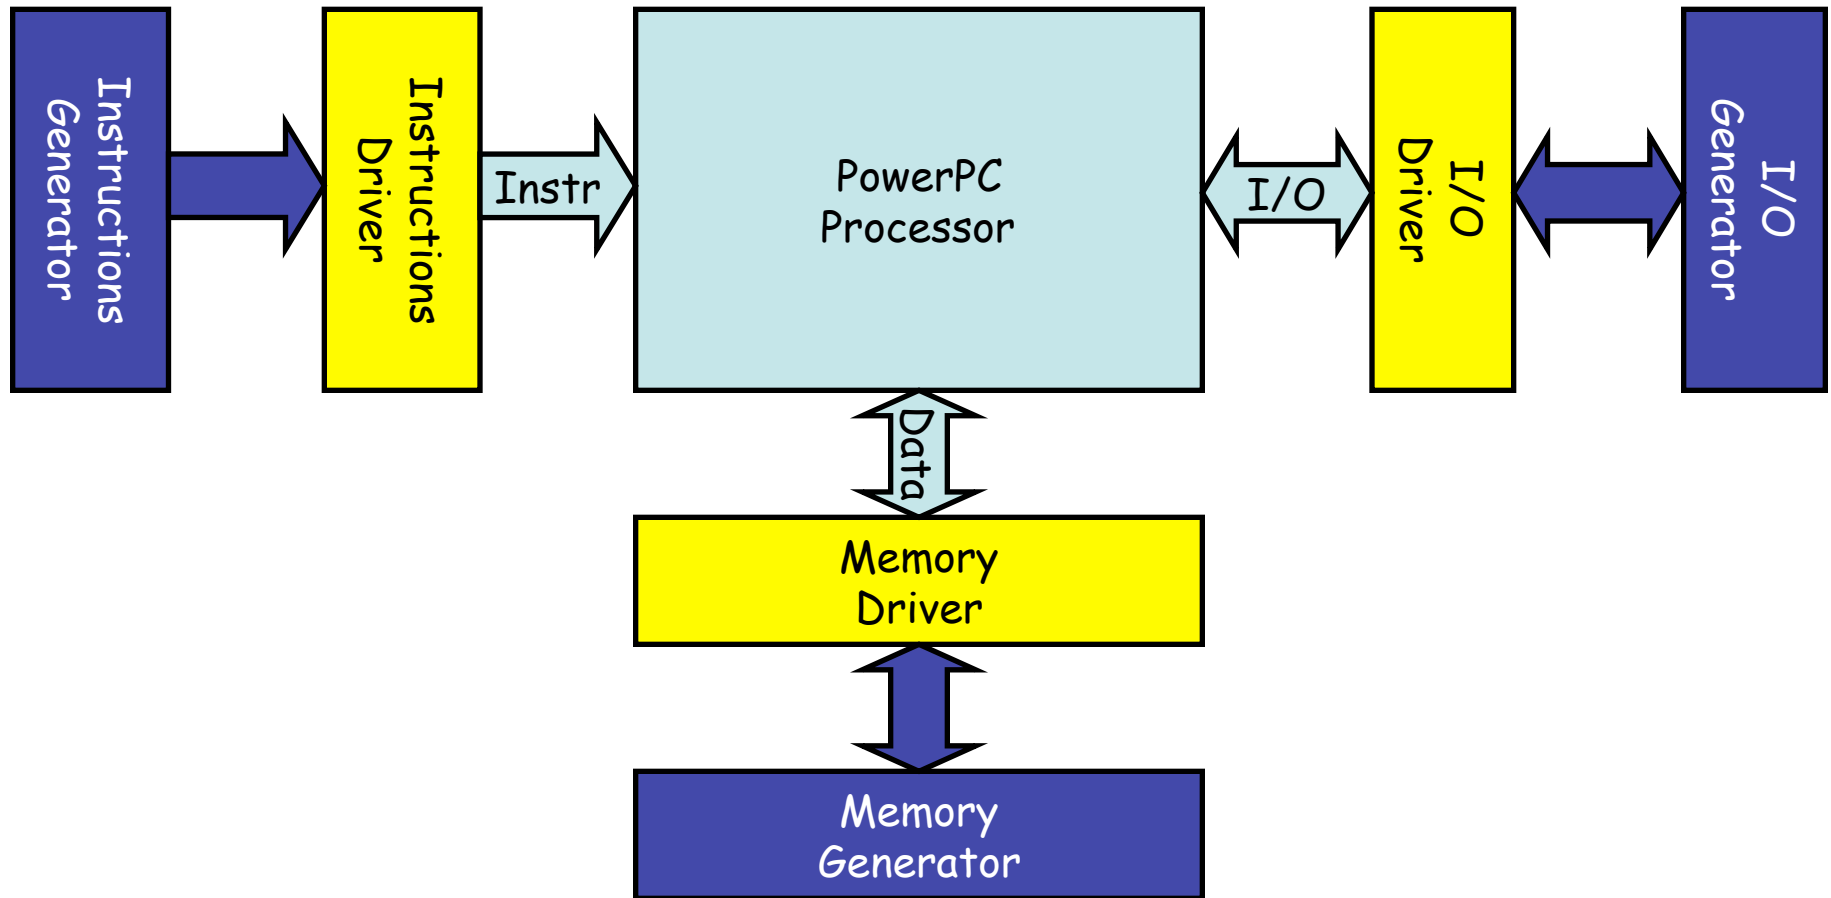 Instructions
Generator
Instructions
Driver
Instr
PowerPC
Processor
I/O
I/O
Driver
I/O
Generator
Data
Memory
Driver
Memory
Generator